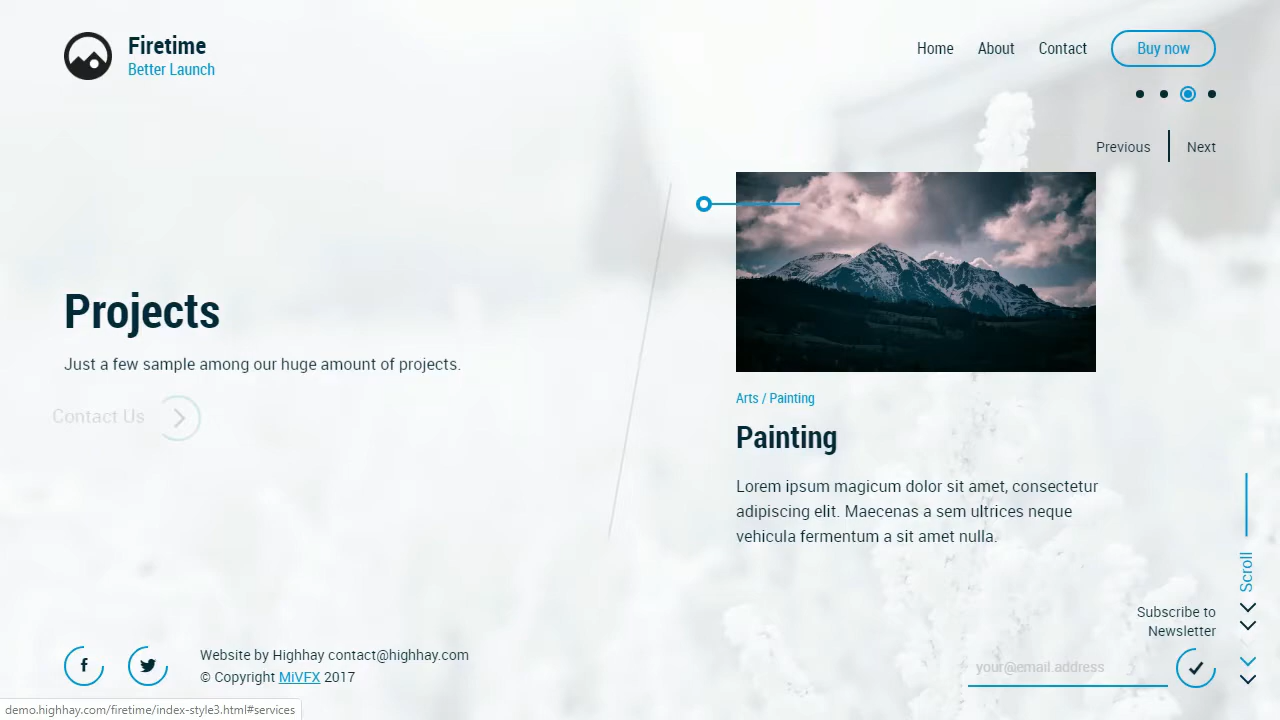 Firetime
Better Launch
Home
About
Contact
Buy now
Previous
Next
Projects
Just a few sample among our huge amount of projects.
Contact Us
Arts / Painting
Painting
Lorem ipsum magicum dolor sit amet, consectetur
adipiscing elit. Maecenas a sem ultrices neque
vehicula fermentum a sit amet nulla.
Scroll
Subscribe to
Newsletter
your@email.address
Website by Highhay contact@highhay.com
© Copyright MiVFX 2017
demo.highhay.com/firetime/index-style3.html#services